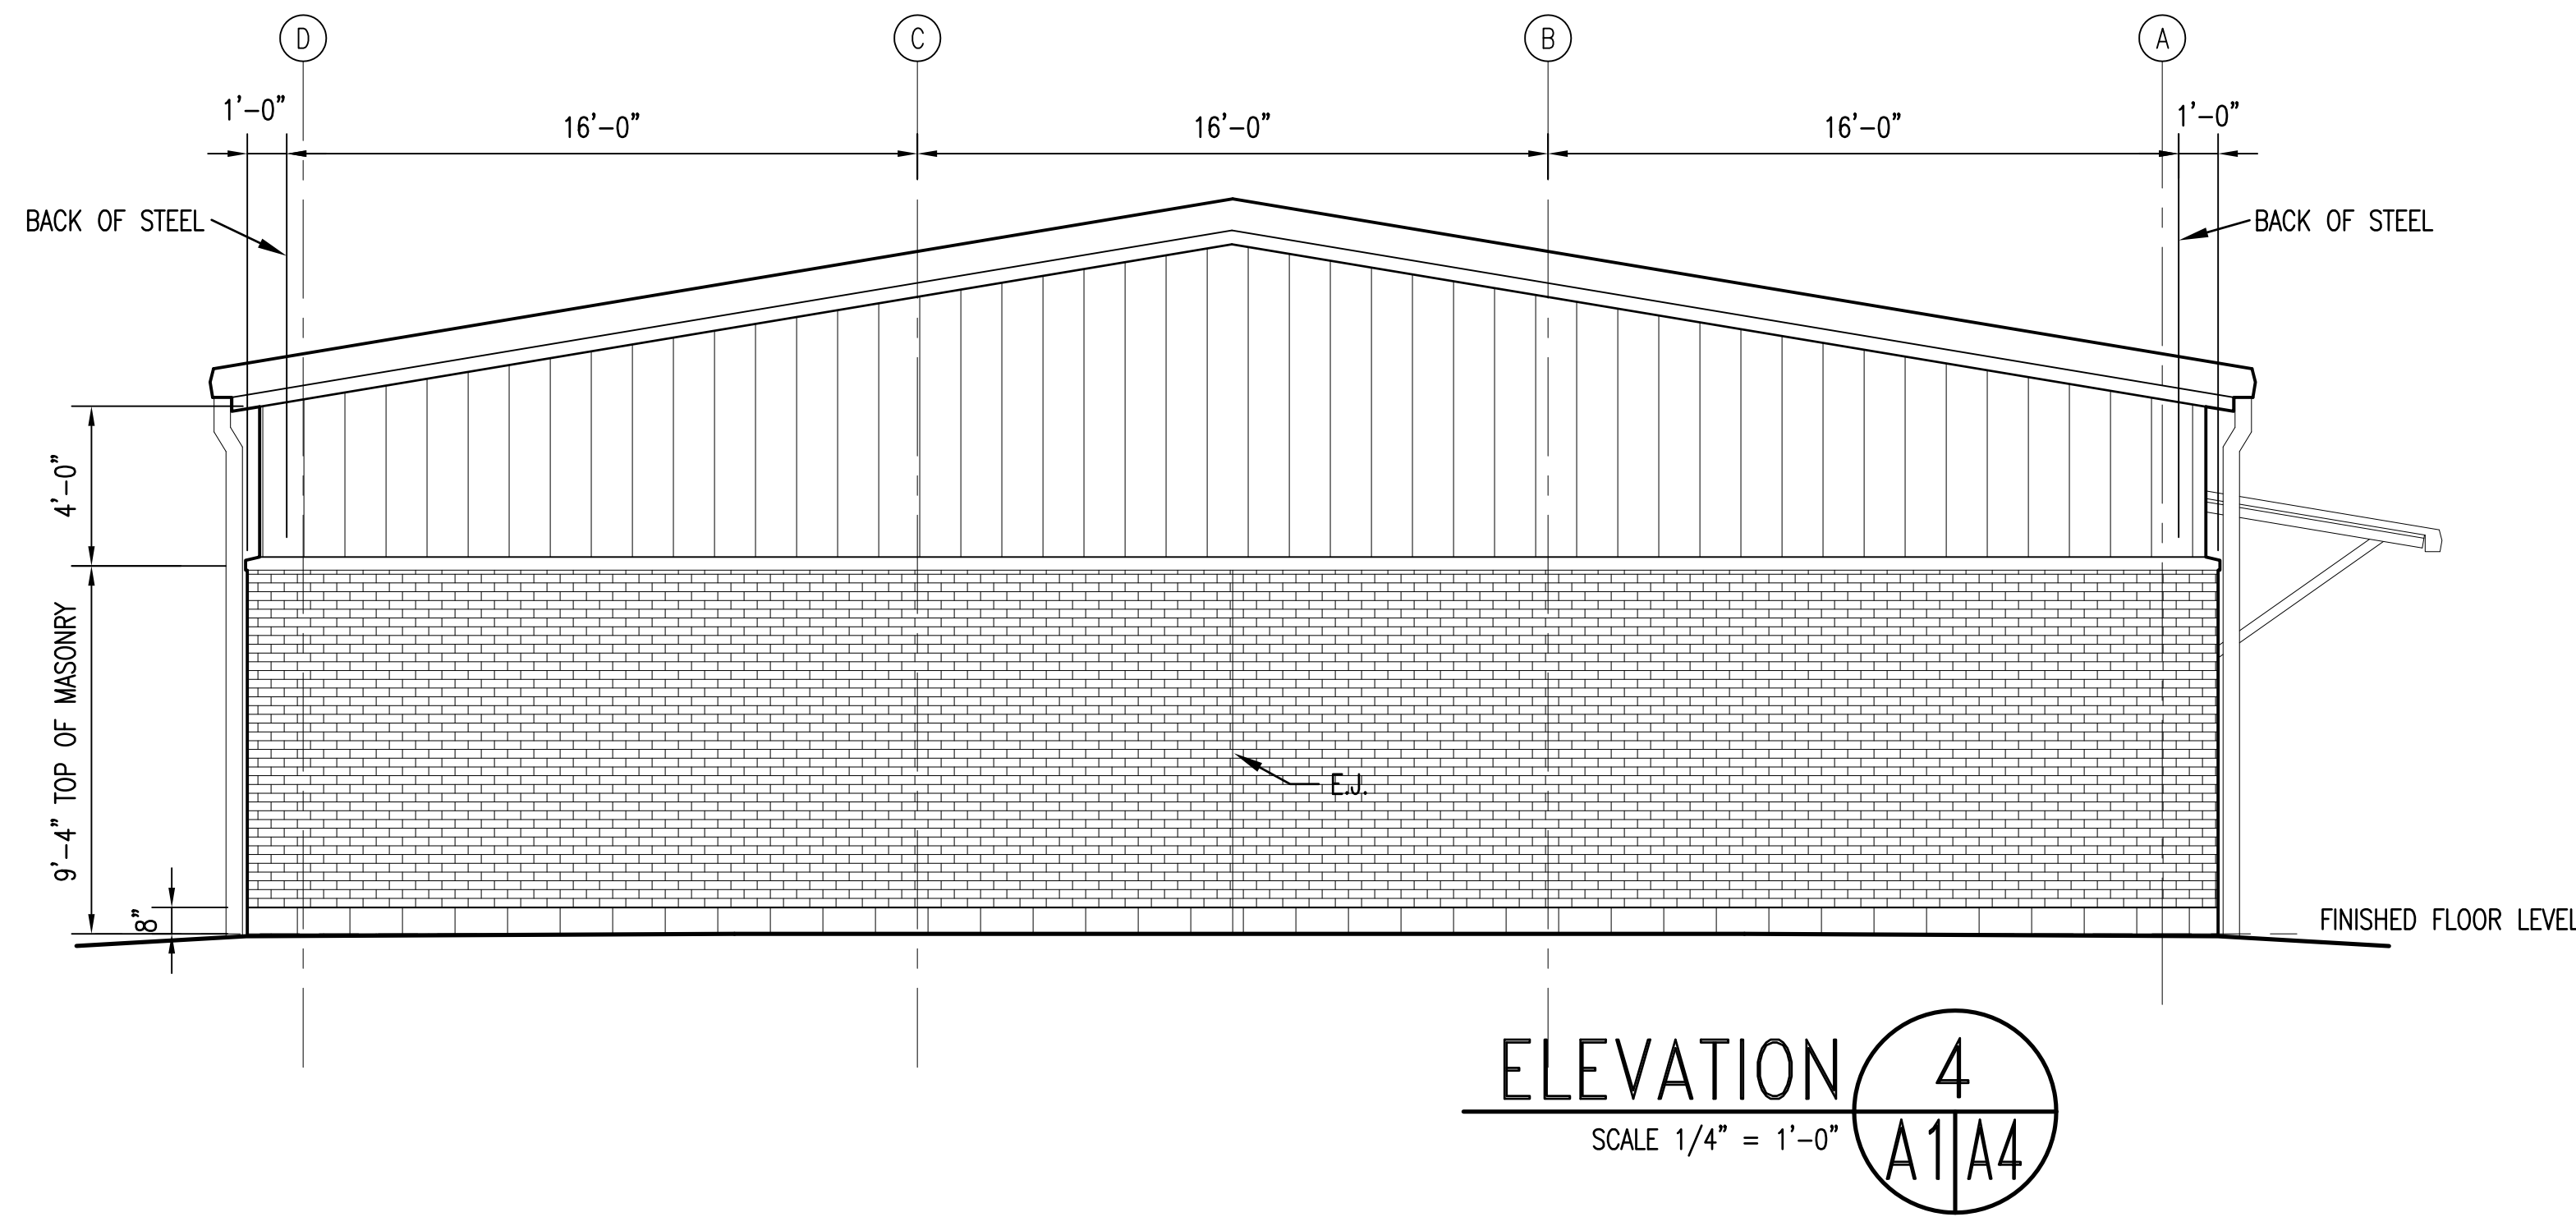 D
C
B
A
1'-0"
16'-0"
16'-0"
16'-0"
1'-0"
BACK OF STEEL
BACK OF STEEL
4'-0"
9'-4" TOP OF MASONRY
E.J.
8"
FINISHED FLOOR LEVEL
ELEVATION
4
SCALE 1/4" = 1'-0"
A1
A4